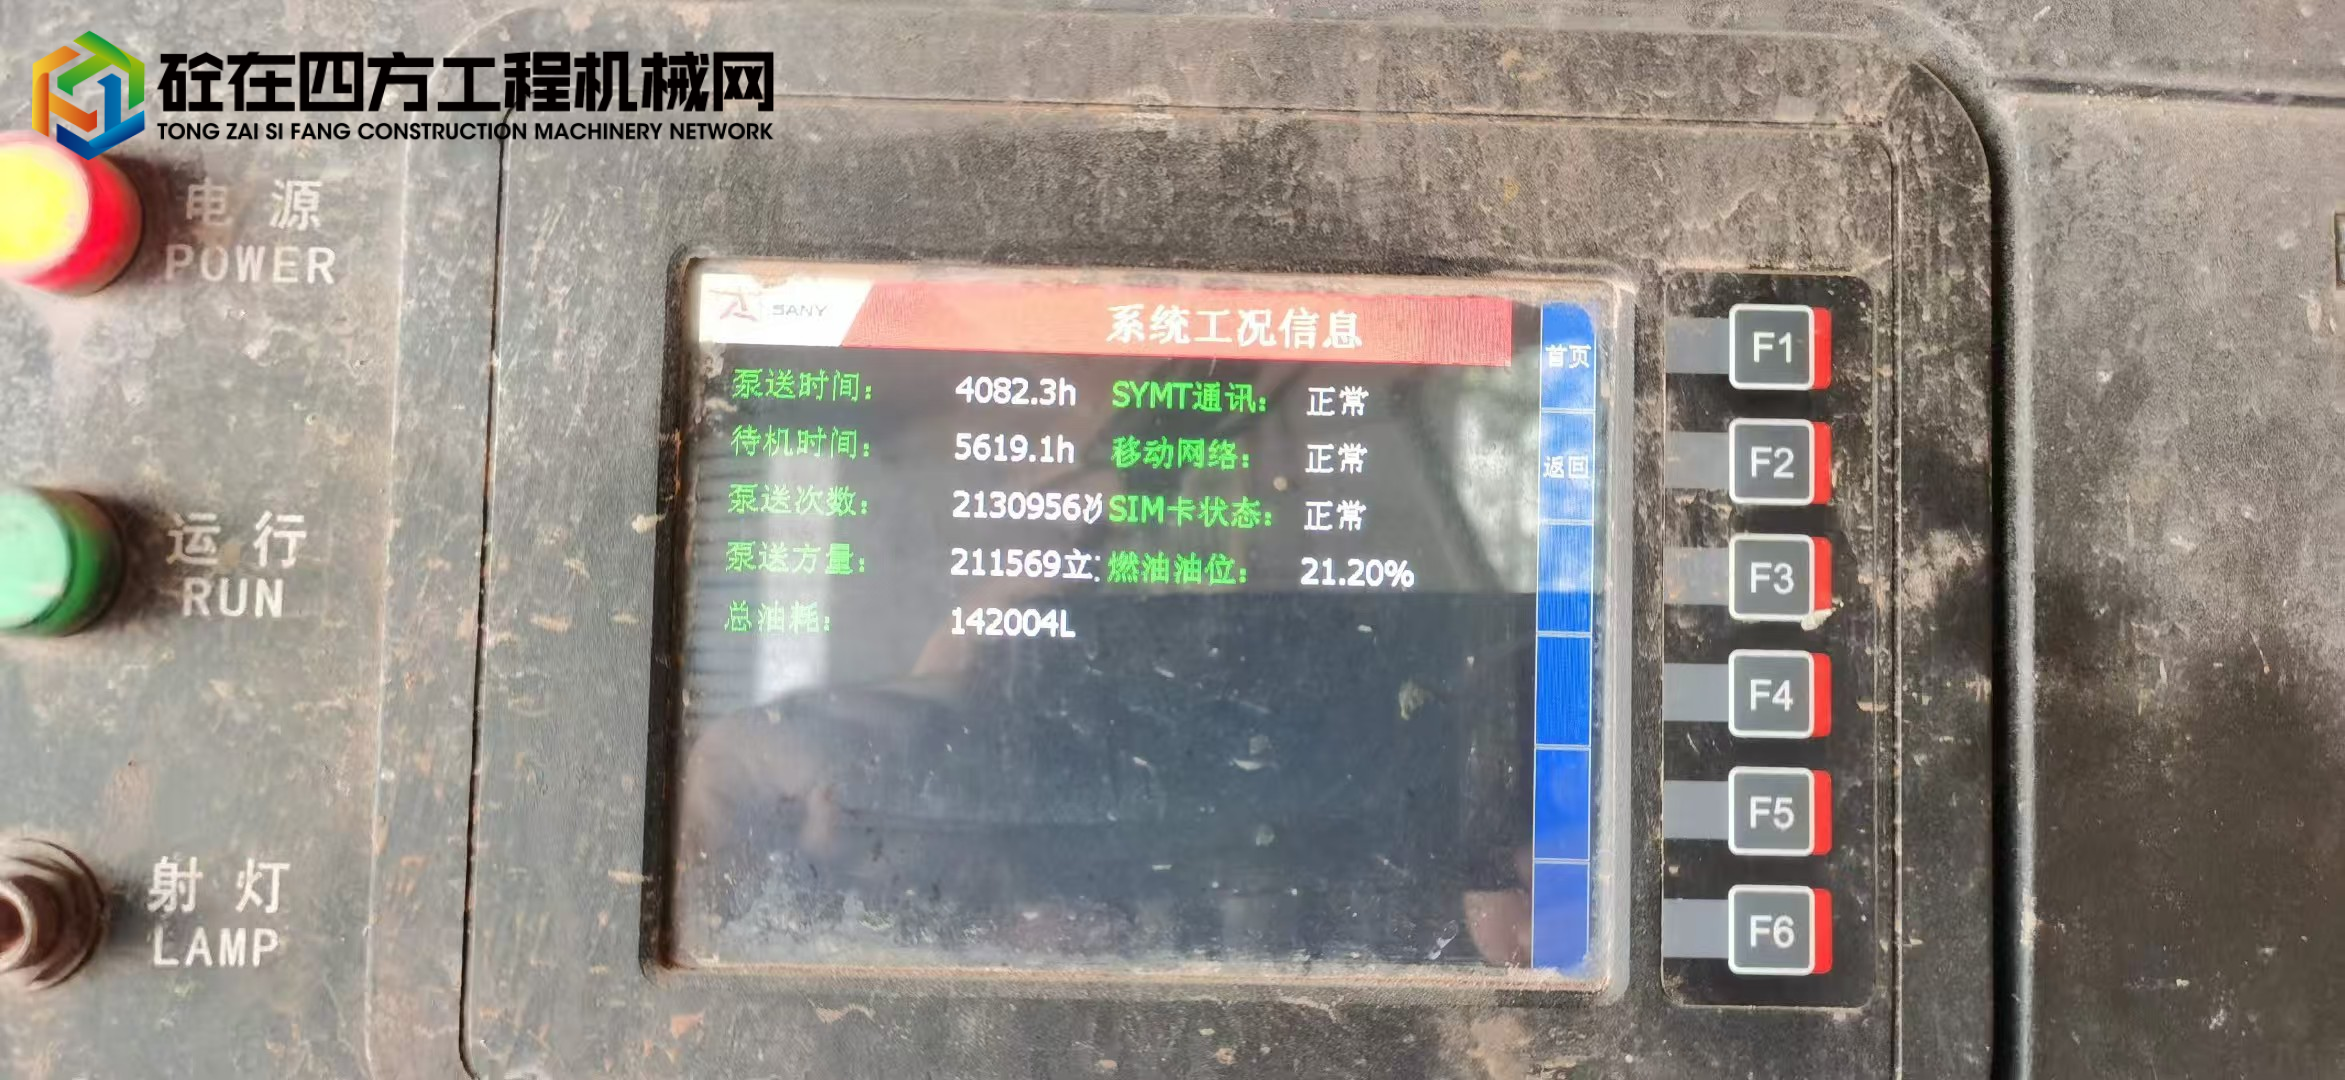 砼在四方工程机械网
TONG ZAI SI FANG CONSTRUCTION MACHINERY NETWORK
电源
POWER
运行
RUN
射灯
LAMP
SANY
系统工况信息
泵送时间: 4082.3h SYMT通讯: 正常
待机时间: 5619.1h 移动网络: 正常
泵送次数: 2130956 SIM卡状态: 正常
泵送方量: 211569立 燃油油位: 21.20%
总油耗: 142004L
首页
返回
F1
F2
F3
F4
F5
F6